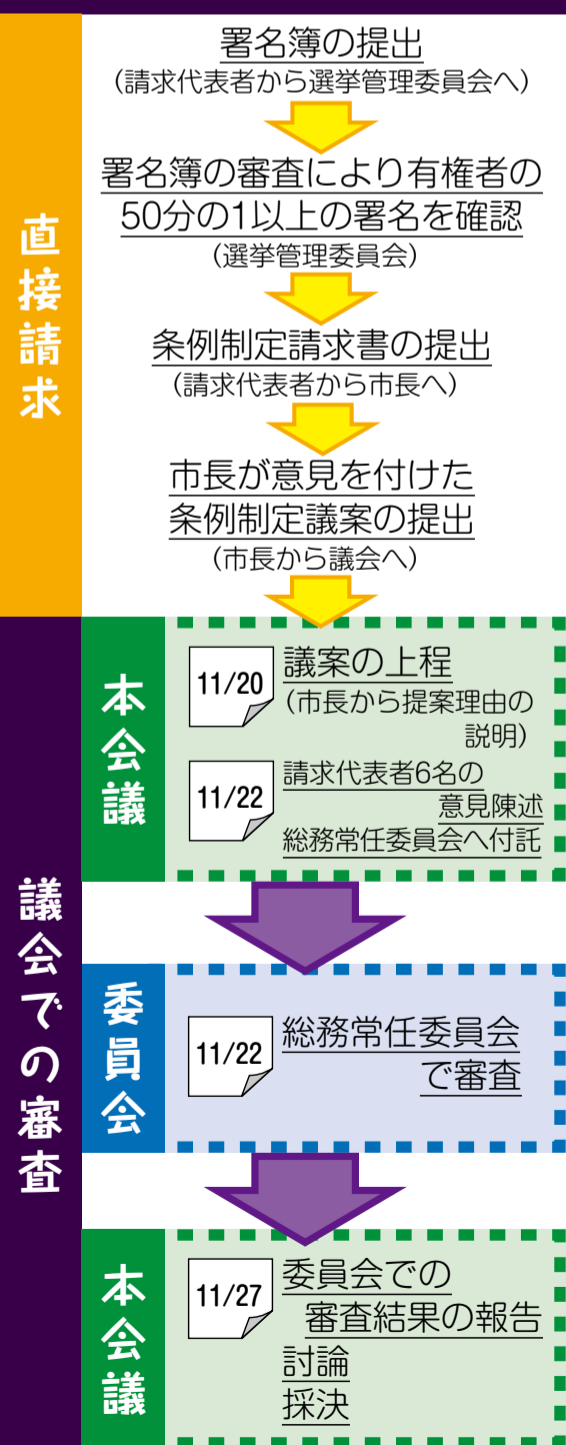 直接請求
署名簿の提出
（請求代表者から選挙管理委員会へ）
署名簿の審査により有権者の
50分の1以上の署名を確認
（選挙管理委員会）
条例制定請求書の提出
（請求代表者から市長へ）
市長が意見を付けた
条例制定議案の提出
（市長から議会へ）
議会での審査
本会議
11/20
議案の上程
（市長から提案理由の
説明）
11/22
請求代表者6名の
意見陳述
総務常任委員会へ付託
委員会
11/22
総務常任委員会
で審査
本会議
11/27
委員会での
審査結果の報告
討論
採決